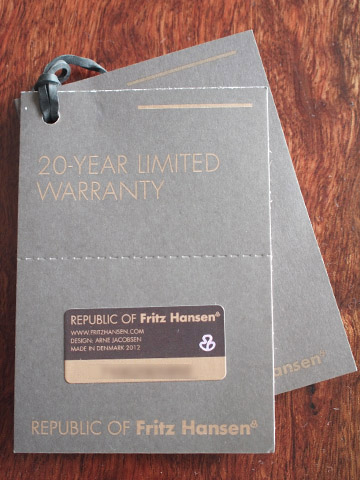 20-YEAR LIMITED
WARRANTY
REPUBLIC OF Fritz Hansen®
WWW.FRITZHANSEN.COM
DESIGN: ARNE JACOBSEN
MADE IN DENMARK 2012
REPUBLIC OF Fritz Hansen®
Hansen®